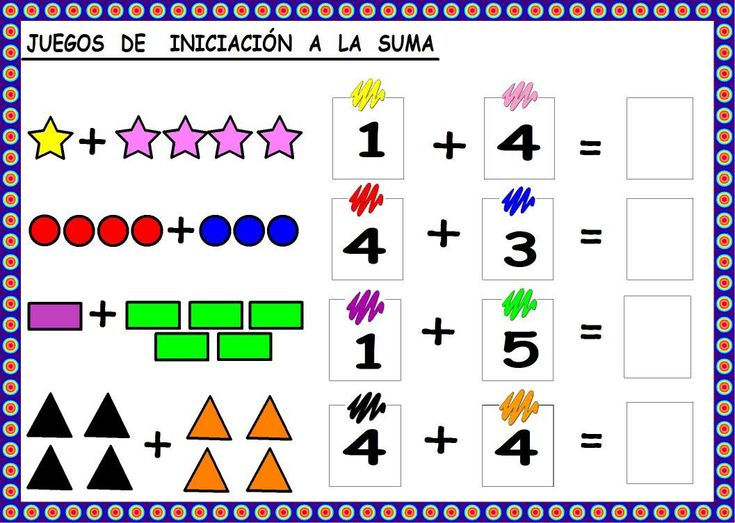 JUEGOS DE INICIACIÓN A LA SUMA
+ 1 + 4 =
+ 4 + 3 =
+ 1 + 5 =
+ 4 + 4 =